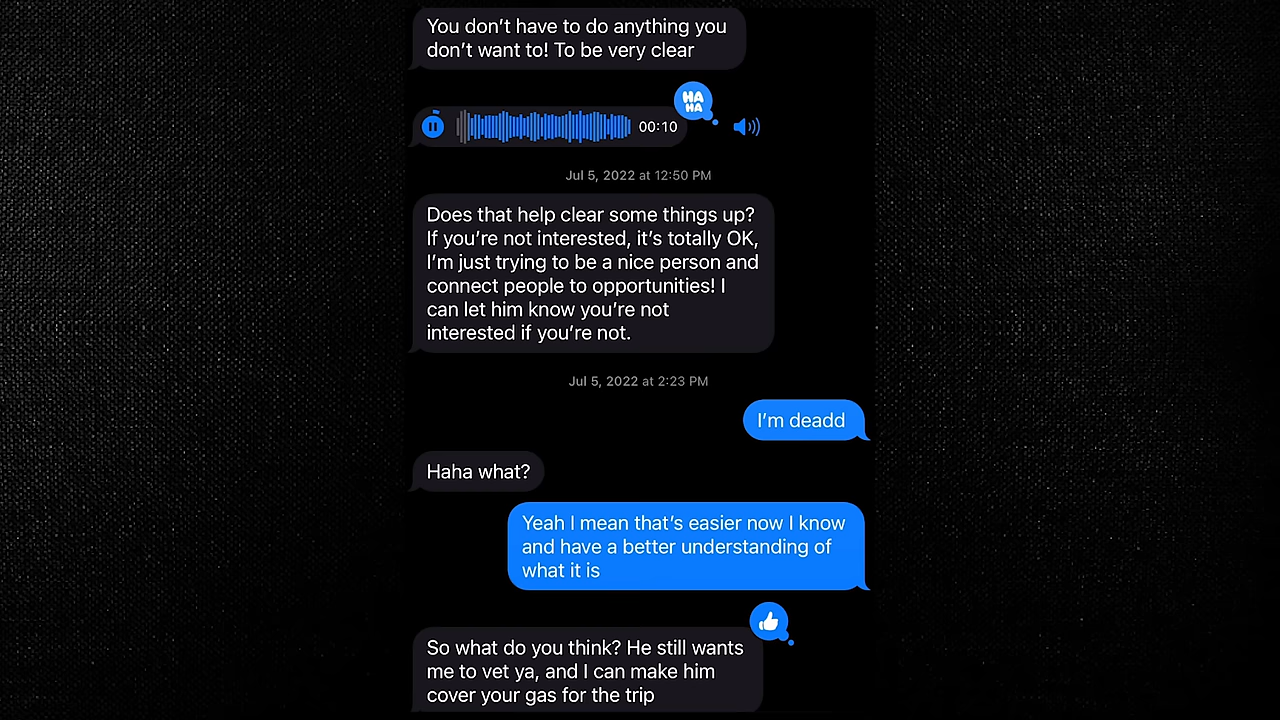 You don’t have to do anything you
don’t want to! To be very clear
HA
HA
00:10
Jul 5, 2022 at 12:50 PM
Does that help clear some things up?
If you’re not interested, it’s totally OK,
I’m just trying to be a nice person and
connect people to opportunities! I
can let him know you’re not
interested if you’re not.
Jul 5, 2022 at 2:23 PM
I’m deadd
Haha what?
Yeah I mean that’s easier now I know
and have a better understanding of
what it is
So what do you think? He still wants
me to vet ya, and I can make him
cover your gas for the trip